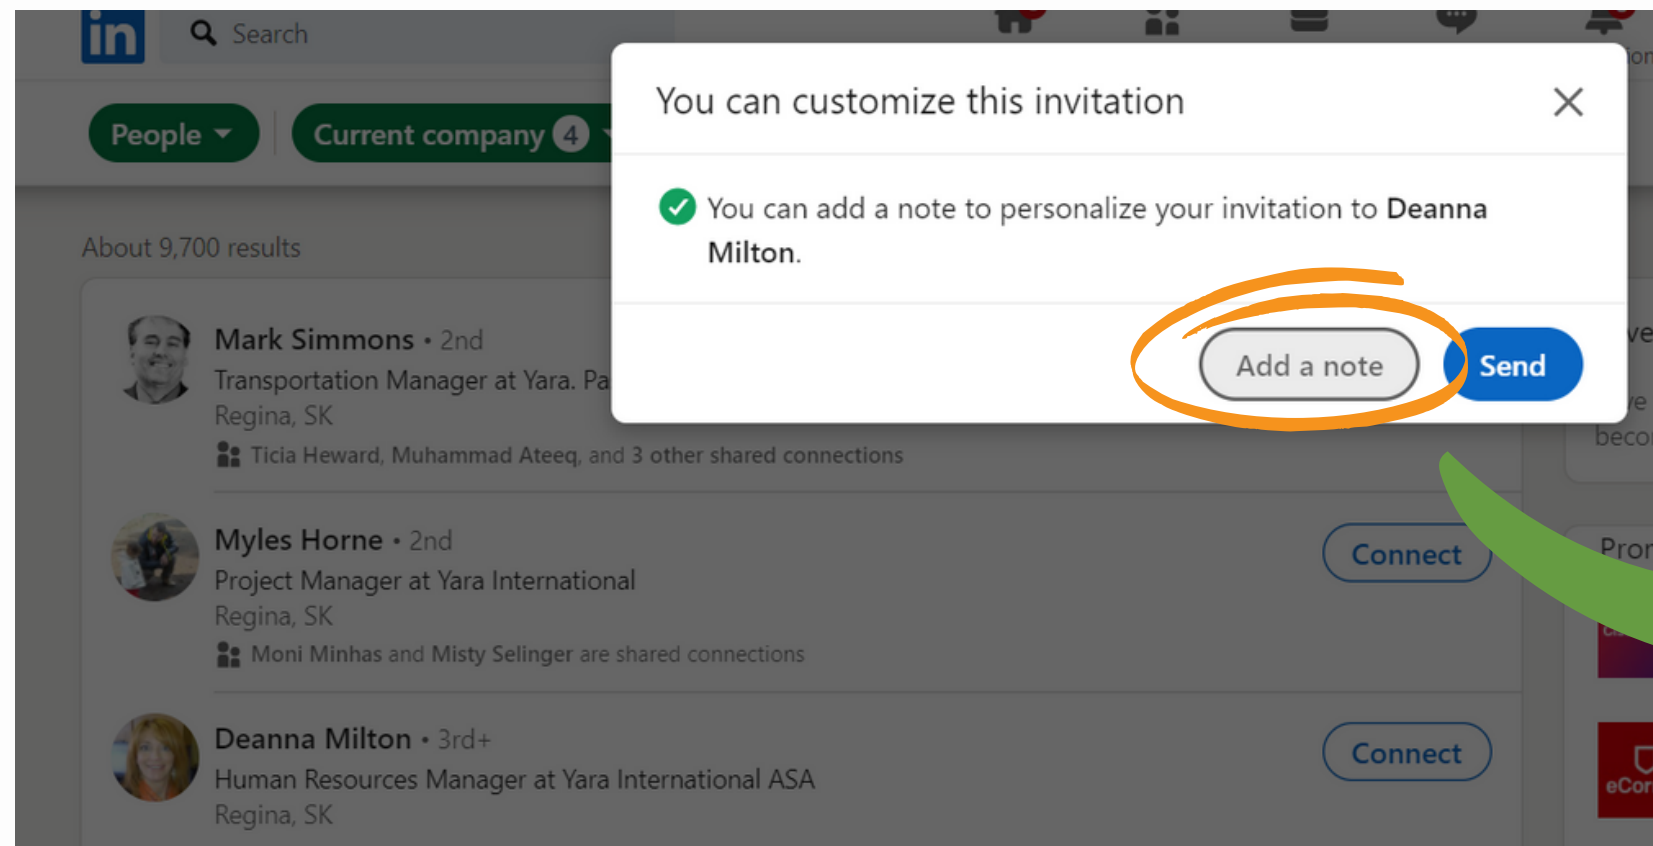 in
Search
You can customize this invitation
People
Current company 4
You can add a note to personalize your invitation to Deanna
Milton.
About 9,700 results
Add a note
Send
Mark Simmons • 2nd
Transportation Manager at Yara. Pa
Regina, SK
Ticia Heward, Muhammad Ateeq, and 3 other shared connections
Myles Horne • 2nd
Connect
Project Manager at Yara International
Regina, SK
Moni Minhas and Misty Selinger are shared connections
Deanna Milton • 3rd+
Connect
Human Resources Manager at Yara International ASA
Regina, SK